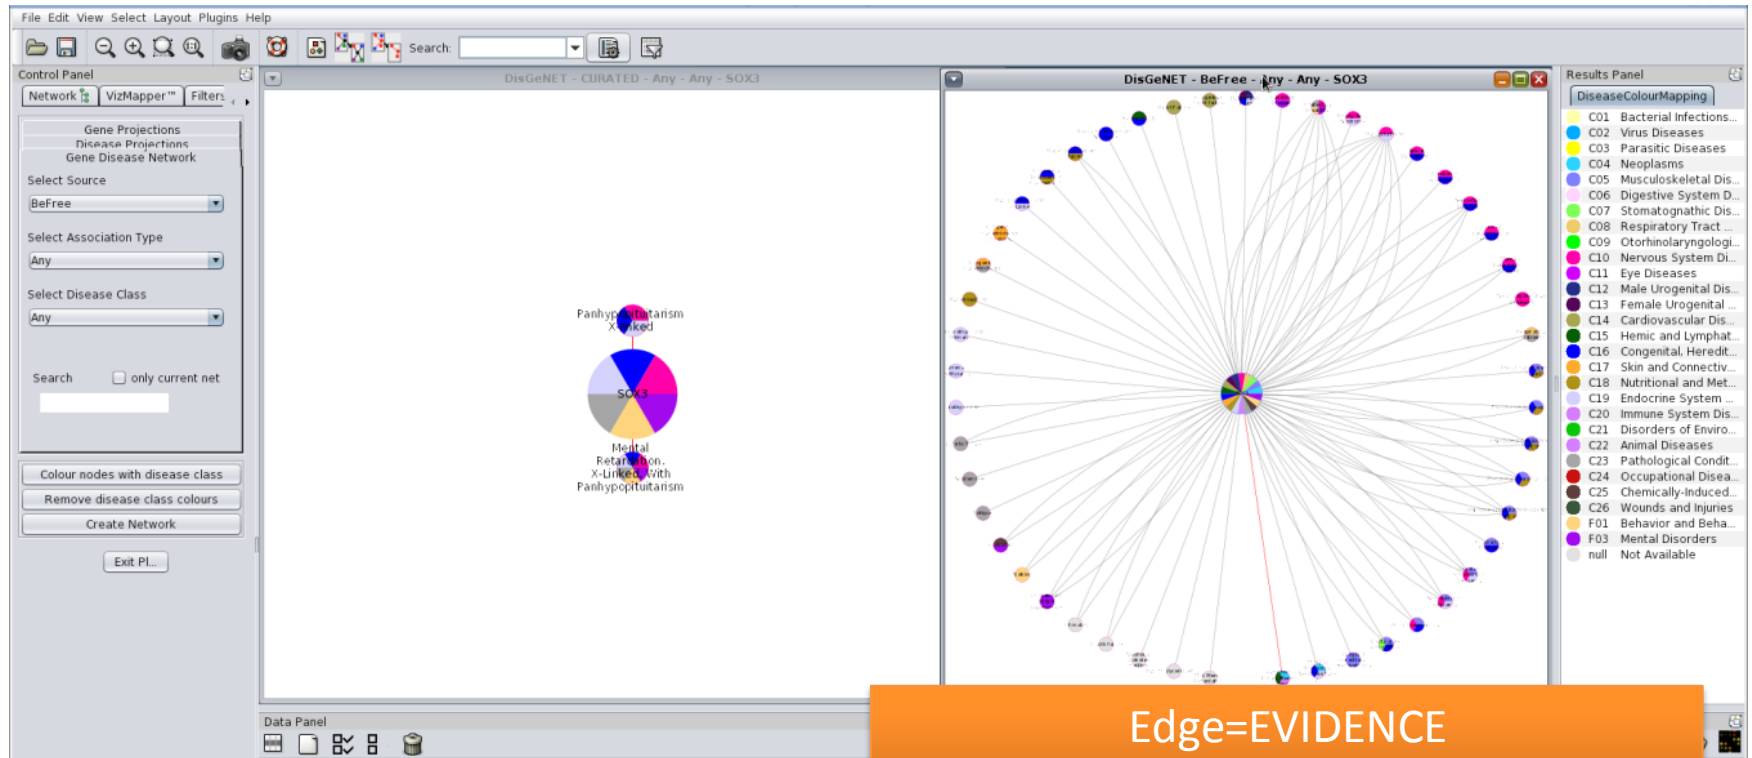 File Edit View Select Layout Plugins Help
Search:
Control Panel
Network VizMapper™ Filters
Gene Projections
Disease Projections
Gene Disease Network
Select Source
BeFree
Select Association Type
Any
Select Disease Class
Any
Search only current net
Colour nodes with disease class
Remove disease class colours
Create Network
Exit Pl...
DisGeNET - CURATED - Any - Any - SOX3
Panhypopituitarism
X-linked
SOX3
Mental
Retardation,
X-Linked, With
Panhypopituitarism
DisGeNET - BeFree - Any - Any - SOX3
Results Panel
DiseaseColourMapping
C01 Bacterial Infections...
C02 Virus Diseases
C03 Parasitic Diseases
C04 Neoplasms
C05 Musculoskeletal Dis...
C06 Digestive System D...
C07 Stomatognathic Dis...
C08 Respiratory Tract ...
C09 Otorhinolaryngologi...
C10 Nervous System Di...
C11 Eye Diseases
C12 Male Urogenital Dis...
C13 Female Urogenital ...
C14 Cardiovascular Dis...
C15 Hemic and Lymphat...
C16 Congenital, Heredit...
C17 Skin and Connectiv...
C18 Nutritional and Met...
C19 Endocrine System ...
C20 Immune System Dis...
C21 Disorders of Enviro...
C22 Animal Diseases
C23 Pathological Condit...
C24 Occupational Disea...
C25 Chemically-Induced...
C26 Wounds and Injuries
F01 Behavior and Beha...
F03 Mental Disorders
null Not Available
Data Panel
Edge=EVIDENCE